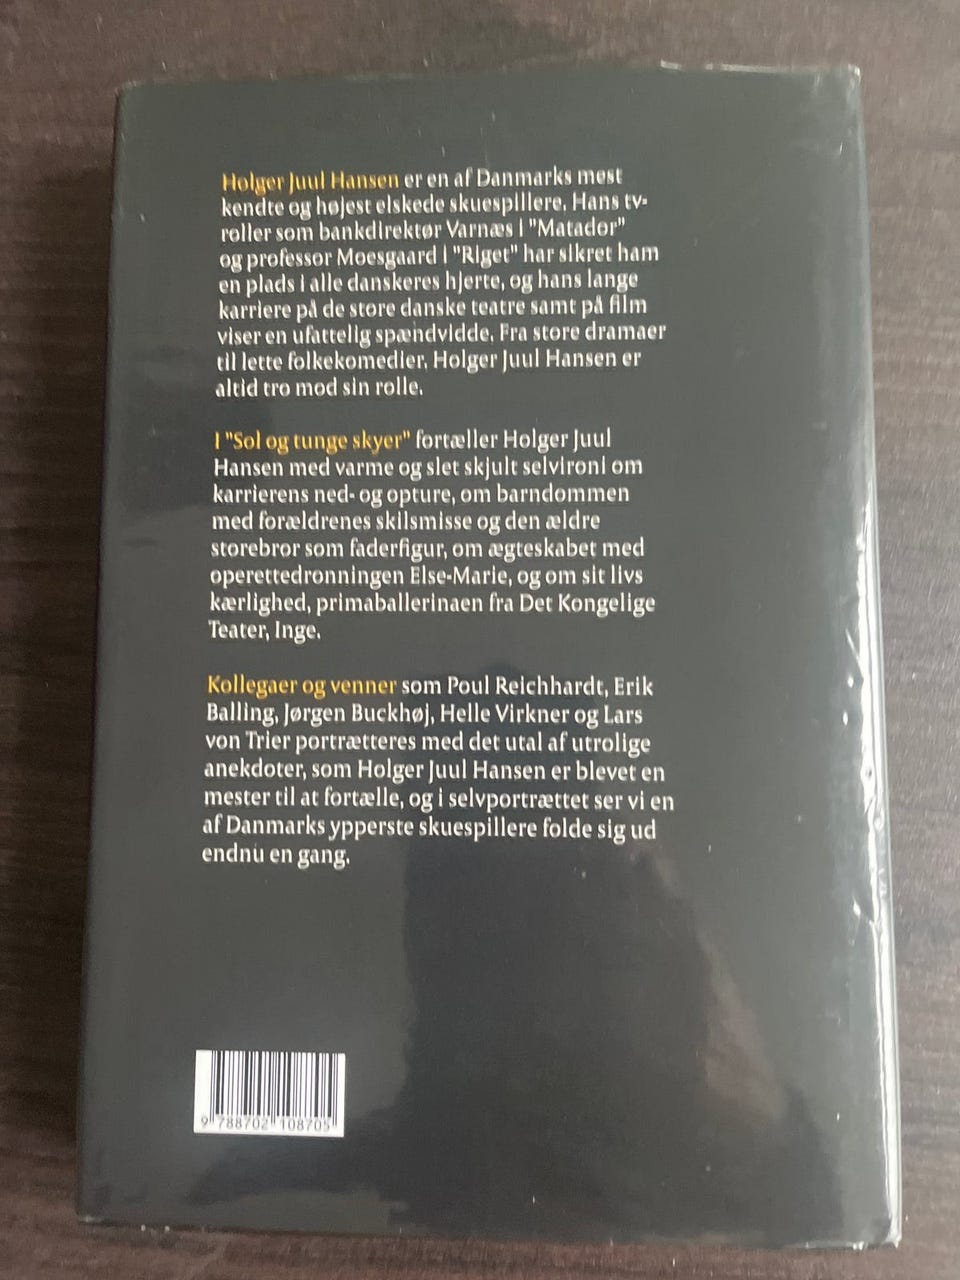 Holger Juul Hansen er en af Danmarks mest
kendte og højest elskede skuespillere. Hans tv-
roller som bankdirektør Varnæs i "Matador"
og professor Moesgaard i "Riget" har sikret ham
en plads i alle danskeres hjerte, og hans lange
karriere på de store danske teatre samt på film
viser en ufattelig spændvidde. Fra store dramaer
til lette folkekomedier. Holger Juul Hansen er
altid tro mod sin rolle.
I "Sol og tunge skyer" fortæller Holger Juul
Hansen med varme og slet skjult selvironi om
karrierens ned- og opture, om barndommen
med forældrenes skilsmisse og den ældre
storebror som faderfigur, om ægteskabet med
operettedronningen Else-Marie, og om sit livs
kærlighed, primaballerinaen fra Det Kongelige
Teater, Inge.
Kollegaer og venner som Poul Reichhardt, Erik
Balling, Jørgen Buckhøj, Helle Virkner og Lars
von Trier portrætteres med det utal af utrolige
anekdoter, som Holger Juul Hansen er blevet en
mester til at fortælle, og i selvportrættet ser vi en
af Danmarks ypperste skuespillere folde sig ud
endnu en gang.
9 788702 108705